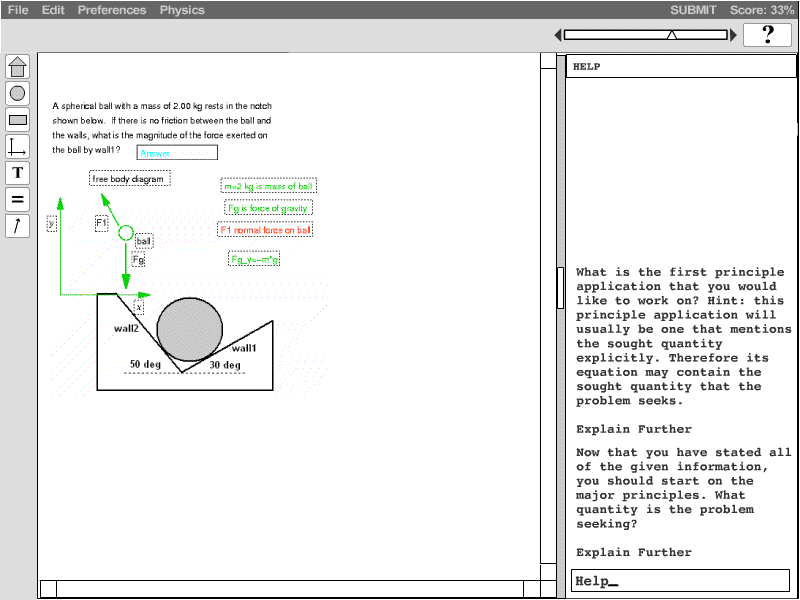 File Edit Preferences Physics SUBMIT Score: 33%
?
HELP
T
A spherical ball with a mass of 2.00 kg rests in the notch
shown below. If there is no friction between the ball and
the walls, what is the magnitude of the force exerted on
the ball by wall1? Answer
free body diagram
m=2 kg is mass of ball
Fg is force of gravity
F1 normal force on ball
Fg_y=-m*g
y
F1
ball
Fg
x
wall2
wall1
50 deg 30 deg
What is the first principle
application that you would
like to work on? Hint: this
principle application will
usually be one that mentions
the sought quantity
explicitly. Therefore its
equation may contain the
sought quantity that the
problem seeks.
Explain Further
Now that you have stated all
of the given information,
you should start on the
major principles. What
quantity is the problem
seeking?
Explain Further
Help_